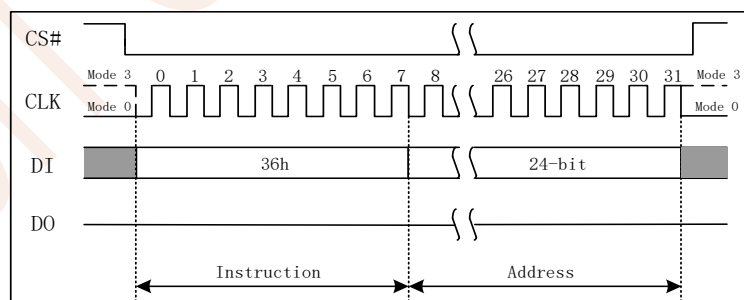 CS#
Mode 3 0 1 2 3 4 5 6 7 8 26 27 28 29 30 31 Mode 3
CLK
Mode 0 Mode 0
DI 36h 24-bit
DO
Instruction Address